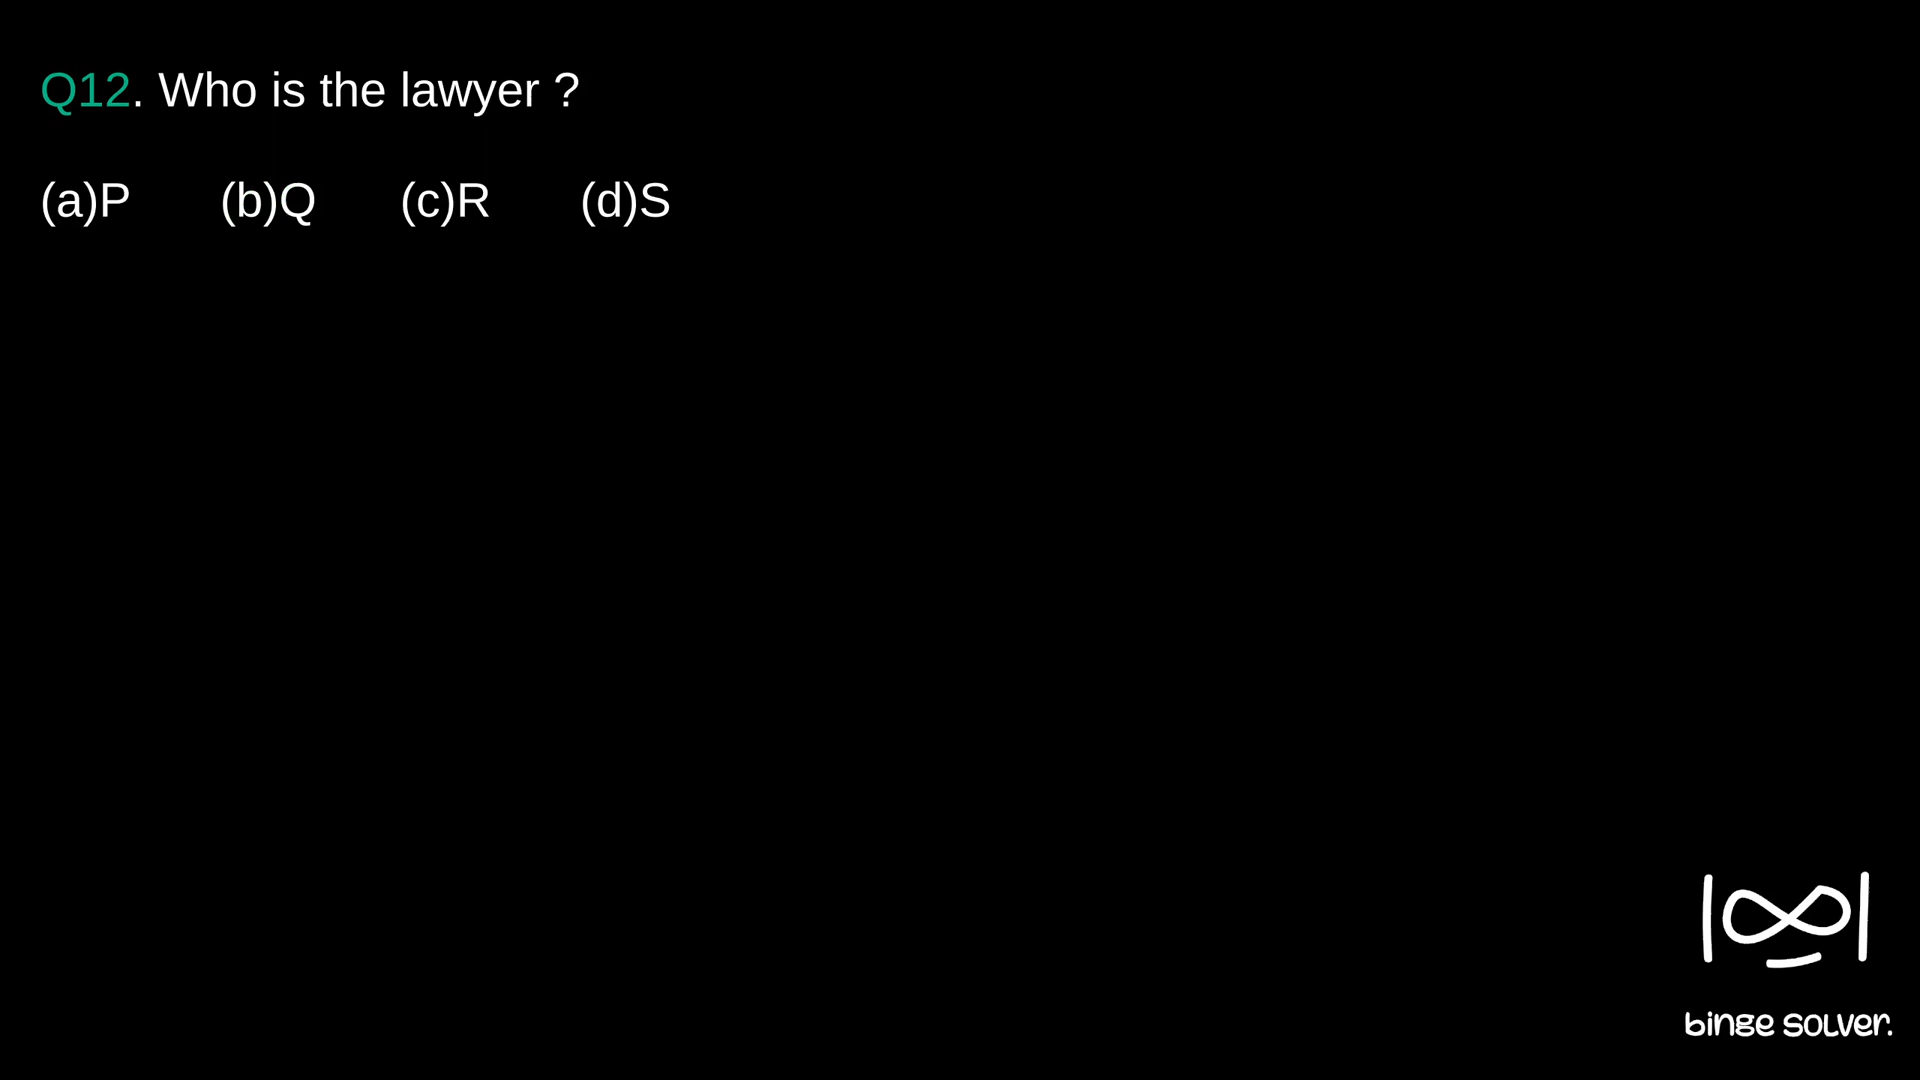 Q12. Who is the lawyer ?
(a)P (b)Q (c)R (d)S
binge solver.